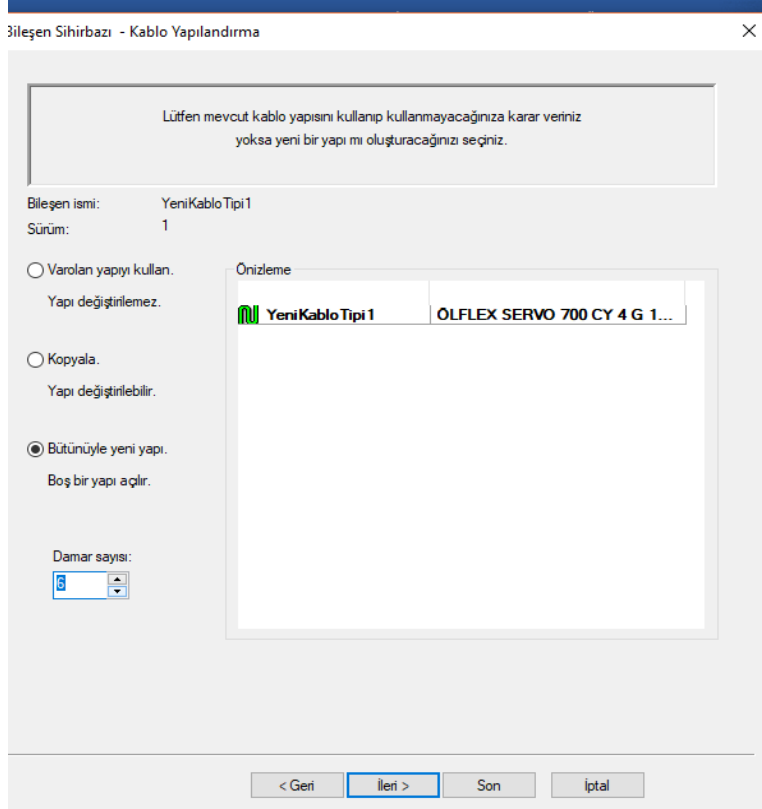 Bileşen Sihirbazı - Kablo Yapılandırma
Lütfen mevcut kablo yapısını kullanıp kullanmayacağınıza karar veriniz
yoksa yeni bir yapı mı oluşturacağınızı seçiniz.
Bileşen ismi: YeniKabloTipi1
Sürüm: 1
Varolan yapıyı kullan.
Yapı değiştirilemez.
Kopyala.
Yapı değiştirilebilir.
Bütünüyle yeni yapı.
Boş bir yapı açılır.
Damar sayısı:
6
Önizleme
YeniKabloTipi1 ÖLFLEX SERVO 700 CY 4 G 1...
< Geri İleri > Son İptal